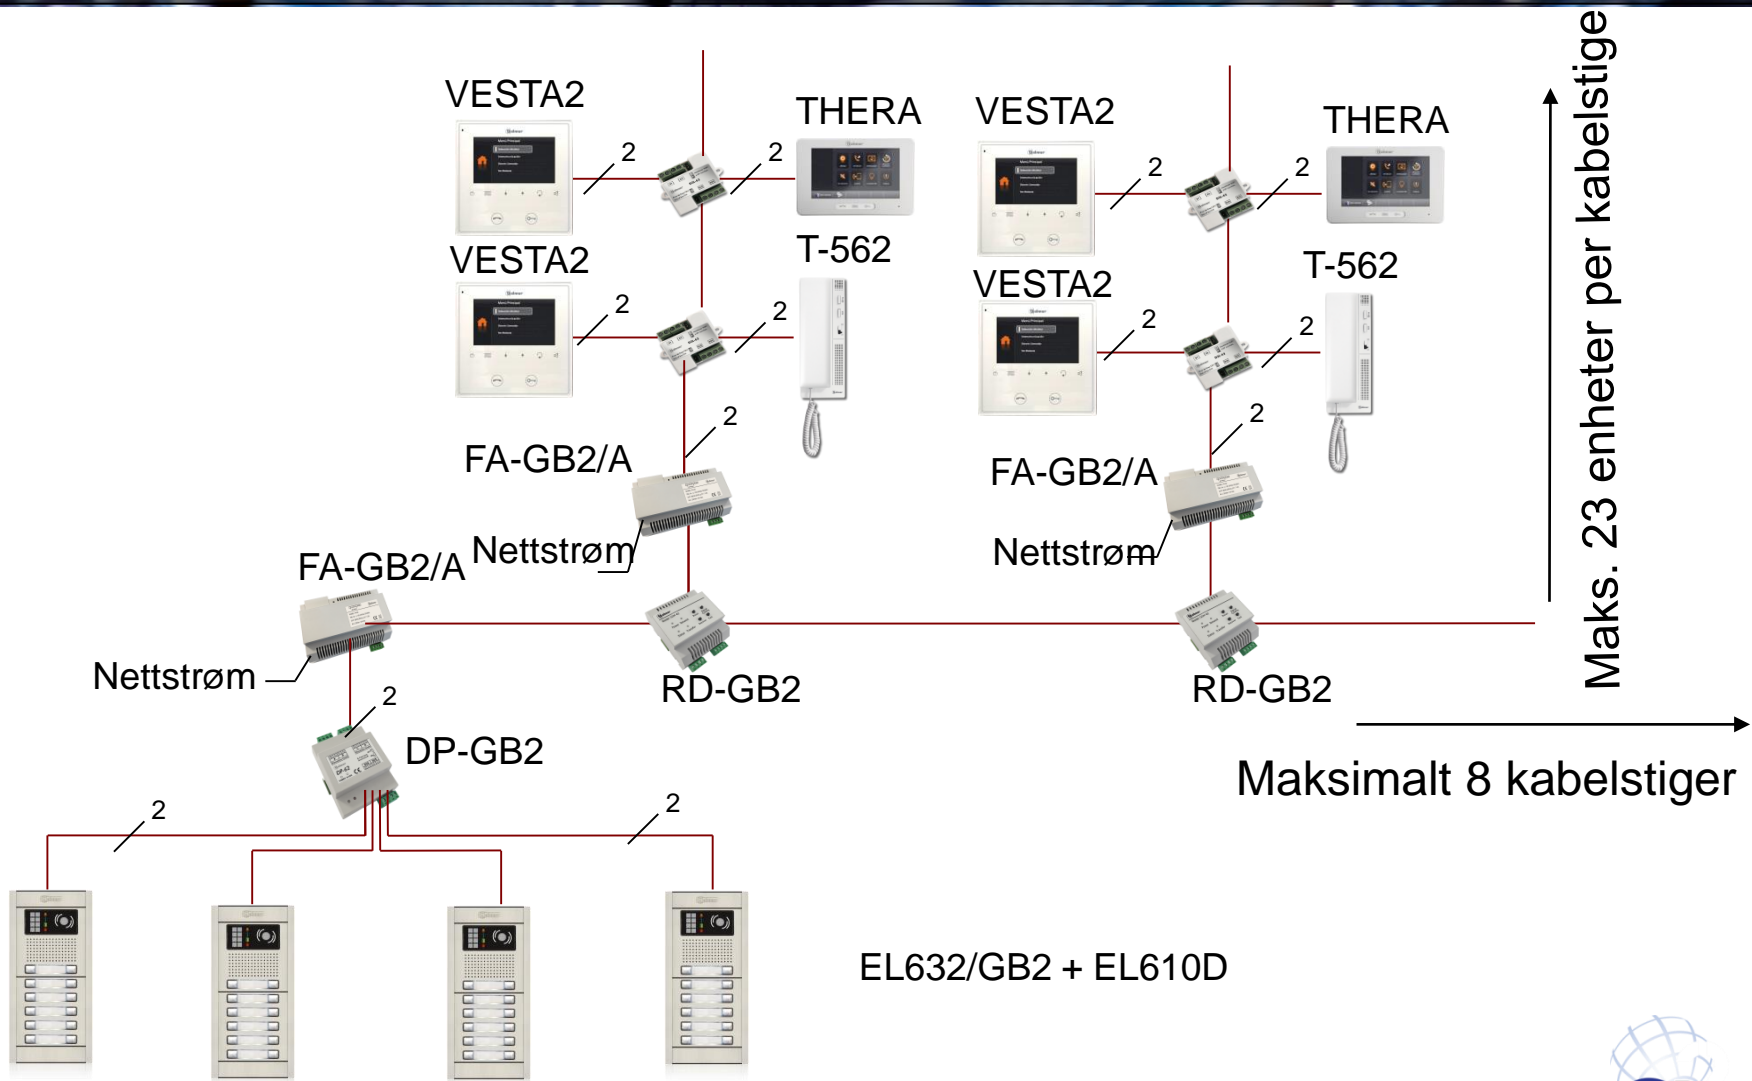 VESTA2
THERA
2
2
VESTA2
T-562
2
2
2
FA-GB2/A
Nettstrøm
VESTA2
THERA
2
2
VESTA2
T-562
2
2
2
FA-GB2/A
Nettstrøm
Maks. 23 enheter per kabelstige
FA-GB2/A
Nettstrøm
RD-GB2
RD-GB2
2
DP-GB2
Maksimalt 8 kabelstiger
2
2
EL632/GB2 + EL610D